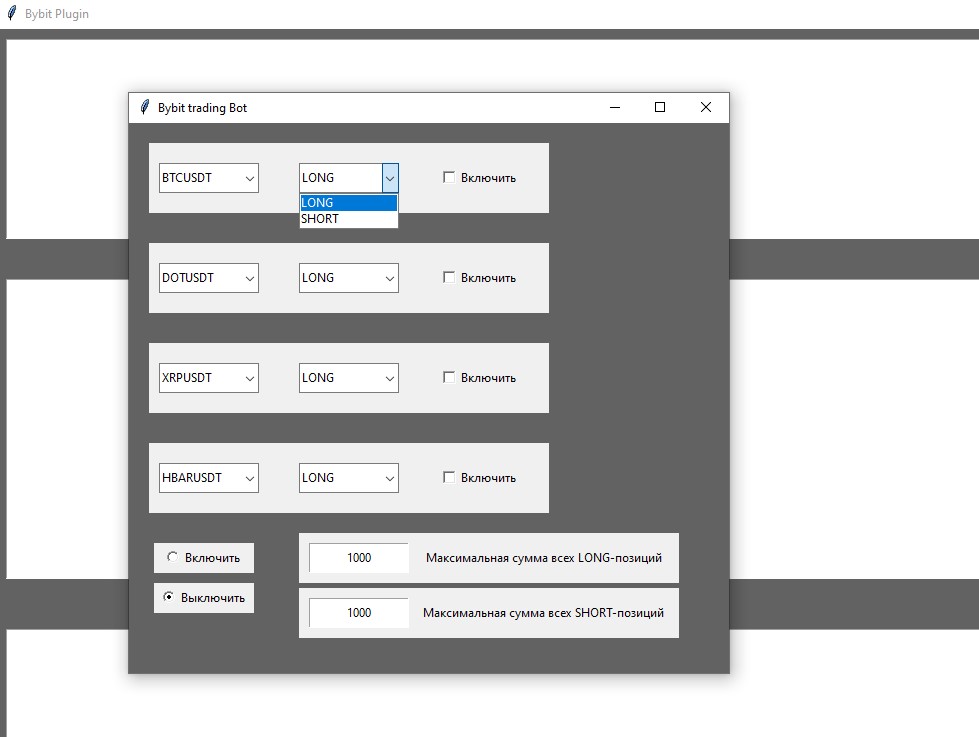 Bybit Plugin
Bybit trading Bot
BTCUSDT LONG Включить
LONG
SHORT
DOTUSDT LONG Включить
XRPUSDT LONG Включить
HBARUSDT LONG Включить
Включить 1000 Максимальная сумма всех LONG-позиций
Выключить 1000 Максимальная сумма всех SHORT-позиций